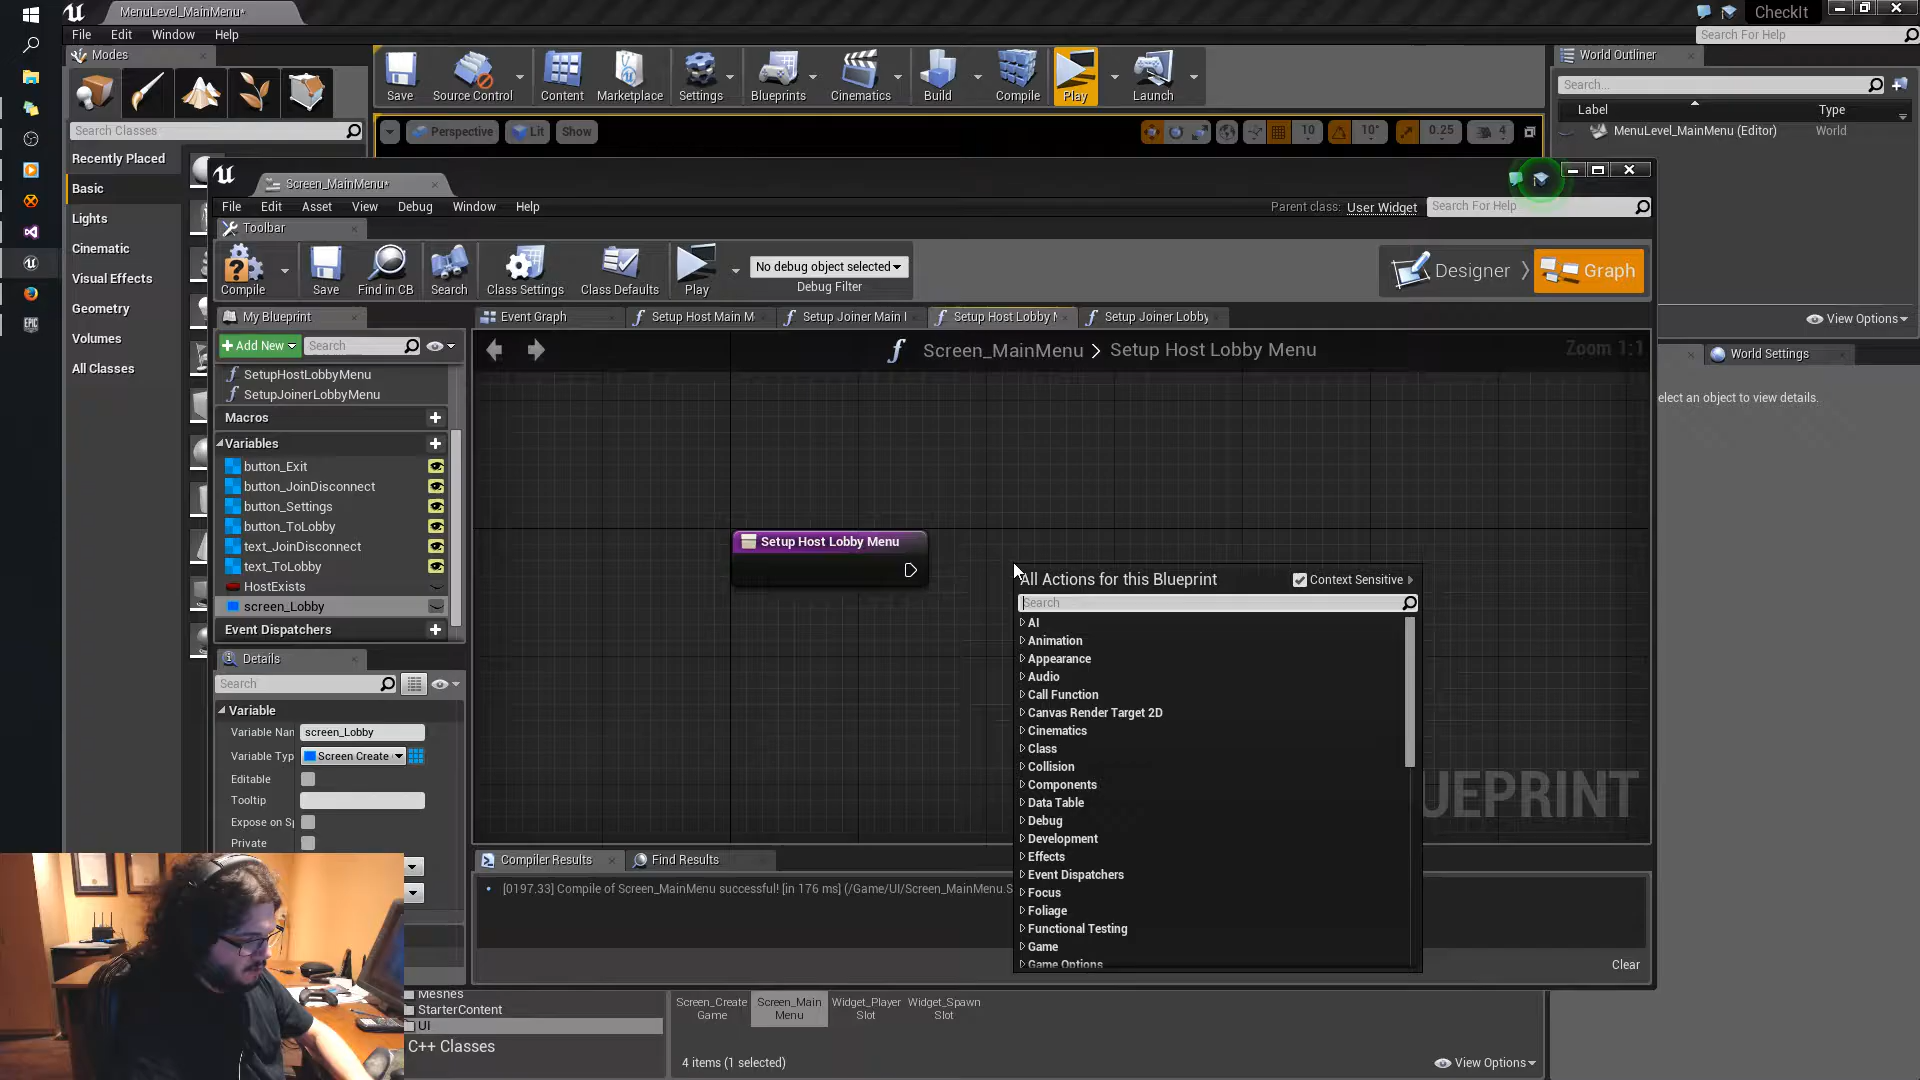 MenuLevel_MainMenu*
CheckIt
File Edit Window Help
Search For Help
Modes
World Outliner
Save Source Control Content Marketplace Settings Blueprints Cinematics Build Compile Play Launch
Search...
Label Type
Search Classes
Perspective Lit Show
10 10° 0.25 4
MenuLevel_MainMenu (Editor) World
Recently Placed
Basic
Lights
Cinematic
Visual Effects
Geometry
Volumes
All Classes
View Options
World Settings
elect an object to view details.
Screen_MainMenu*
File Edit Asset View Debug Window Help
Parent class: User Widget
Search For Help
Toolbar
Compile Save Find in CB Search Class Settings Class Defaults Play
No debug object selected
Debug Filter
Designer Graph
My Blueprint
Event Graph Setup Host Main M Setup Joiner Main I Setup Host Lobby M Setup Joiner Lobby
Add New Search
Screen_MainMenu > Setup Host Lobby Menu
Zoom 1:1
SetupHostLobbyMenu
SetupJoinerLobbyMenu
Macros
Variables
button_Exit
button_JoinDisconnect
button_Settings
button_ToLobby
text_JoinDisconnect
text_ToLobby
HostExists
screen_Lobby
Event Dispatchers
Details
Search
Variable
Variable Nan screen_Lobby
Variable Typ Screen Create
Editable
Tooltip
Expose on Sp
Private
Setup Host Lobby Menu
All Actions for this Blueprint
Context Sensitive
Search
AI
Animation
Appearance
Audio
Call Function
Canvas Render Target 2D
Cinematics
Class
Collision
Components
Data Table
Debug
Development
Effects
Event Dispatchers
Focus
Foliage
Functional Testing
Game
Game Options
UEPRINT
Compiler Results Find Results
[0197.33] Compile of Screen_MainMenu successful! [in 176 ms] (/Game/UI/Screen_MainMenu.S
Clear
Meshes
StarterContent
UI
C++ Classes
Screen_Create Game
Screen_Main Menu
Widget_Player Slot
Widget_Spawn Slot
4 items (1 selected)
View Options